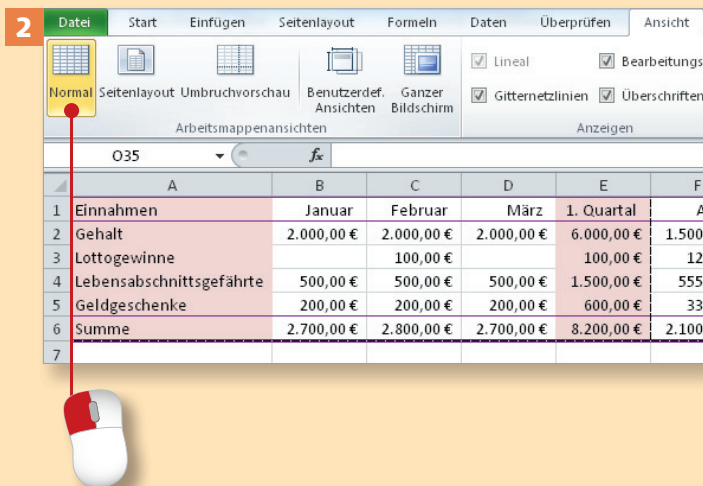 2
Datei Start Einfügen Seitenlayout Formeln Daten Überprüfen Ansicht
Normal Seitenlayout Umbruchvorschau Benutzerdef. Ansichten Ganzer Bildschirm
Lineal Bearbeitungs
Gitternetzlinien Überschriften
Arbeitsmappenansichten Anzeigen
O35 fx
A B C D E F
1 Einnahmen Januar Februar März 1. Quartal A
2 Gehalt 2.000,00 € 2.000,00 € 2.000,00 € 6.000,00 € 1.500
3 Lottogewinne 100,00 € 100,00 € 12
4 Lebensabschnittsgefährte 500,00 € 500,00 € 500,00 € 1.500,00 € 555
5 Geldgeschenke 200,00 € 200,00 € 200,00 € 600,00 € 33
6 Summe 2.700,00 € 2.800,00 € 2.700,00 € 8.200,00 € 2.100
7